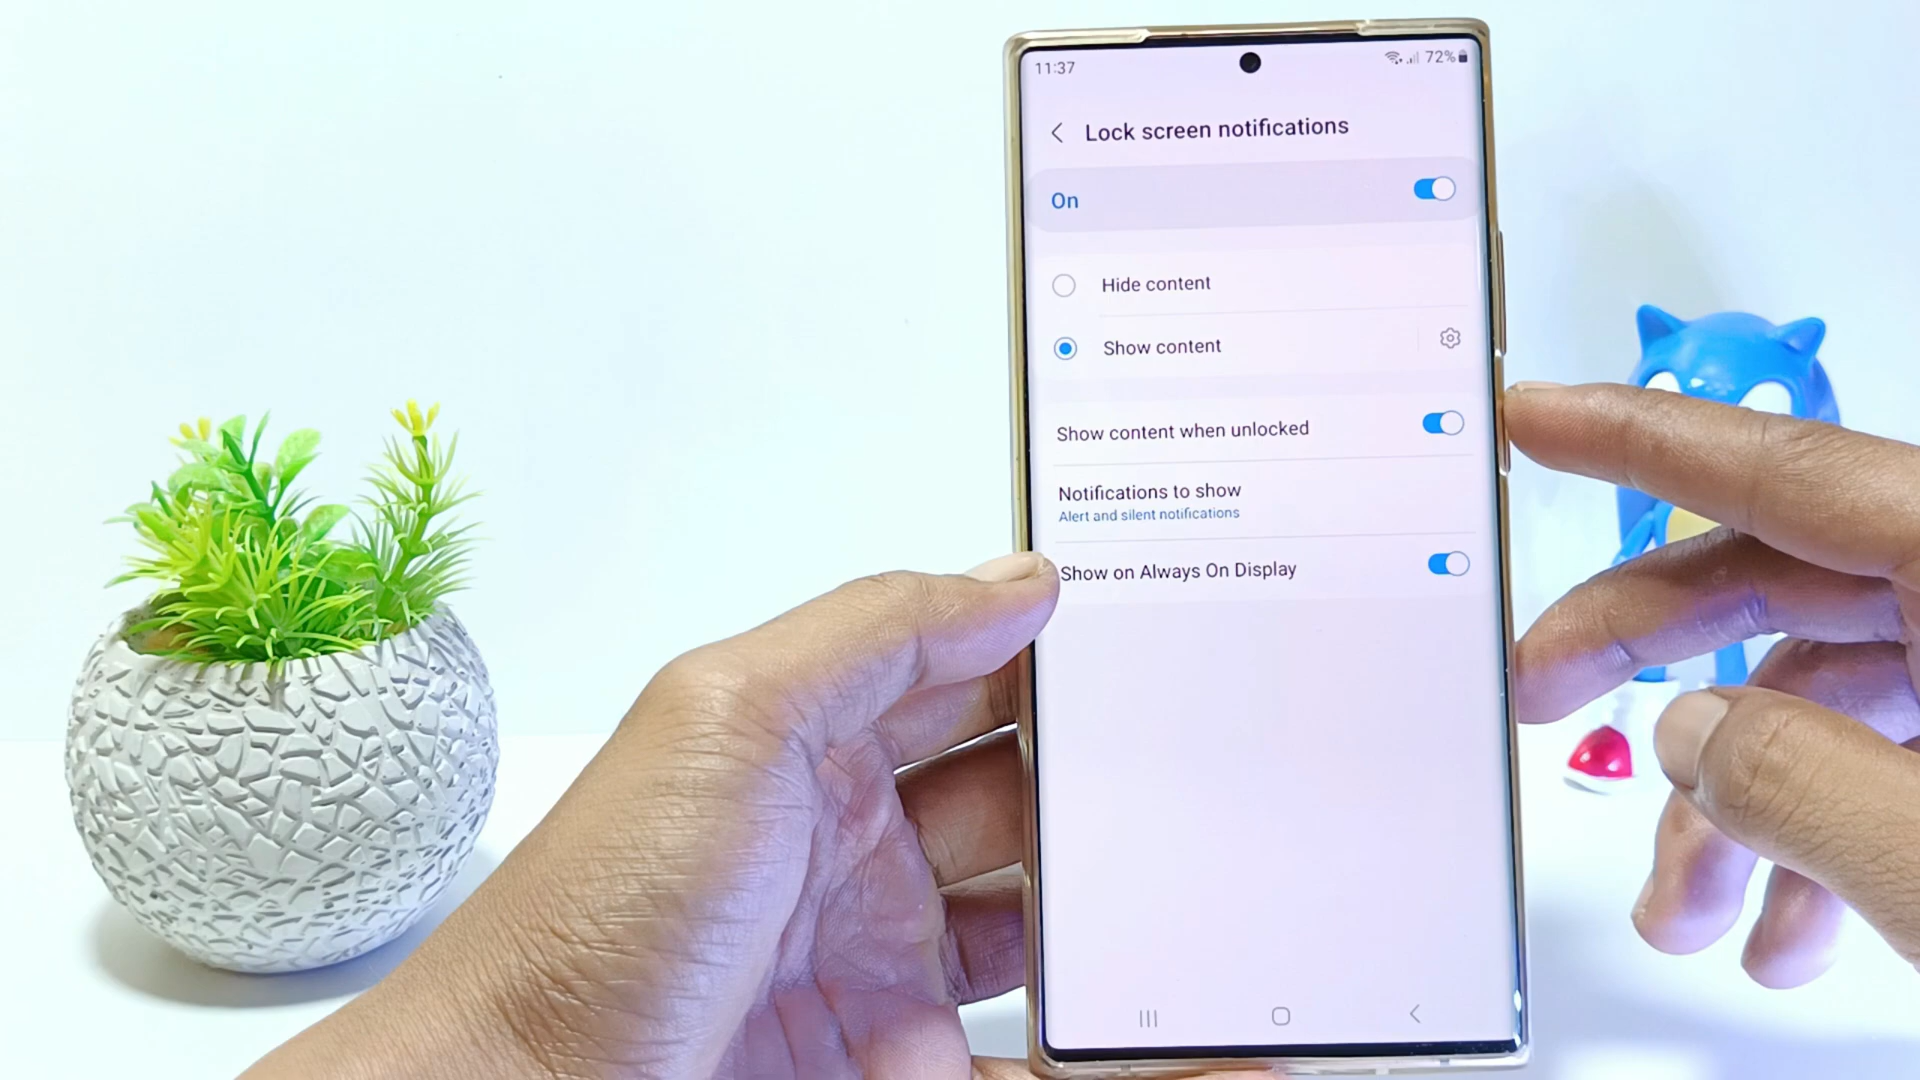 11:37
72%
Lock screen notifications
On
Hide content
Show content
Show content when unlocked
Notifications to show
Alert and silent notifications
Show on Always On Display